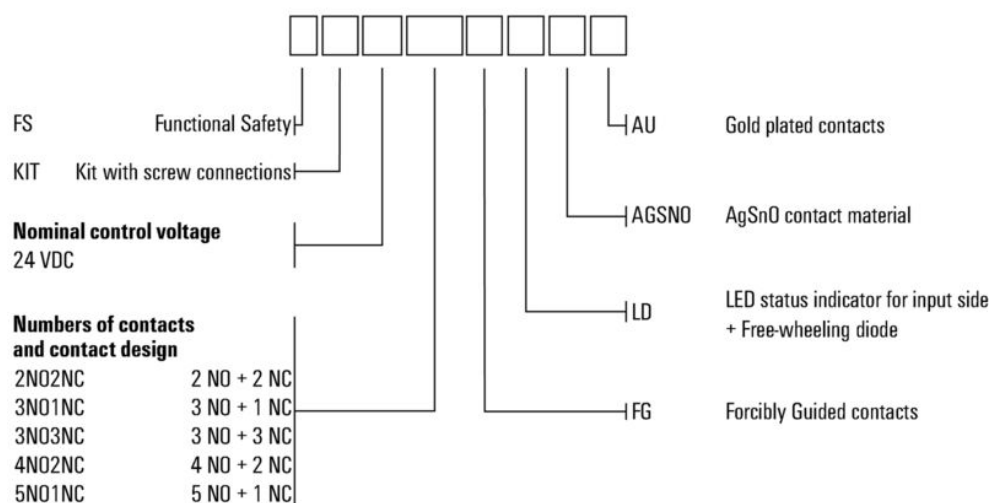 FS Functional Safety
KIT Kit with screw connections
Nominal control voltage
24 VDC
Numbers of contacts
and contact design
2NO2NC 2 NO + 2 NC
3NO1NC 3 NO + 1 NC
3NO3NC 3 NO + 3 NC
4NO2NC 4 NO + 2 NC
5NO1NC 5 NO + 1 NC
AU Gold plated contacts
AGSNO AgSnO contact material
LD LED status indicator for input side
+ Free-wheeling diode
FG Forcibly Guided contacts